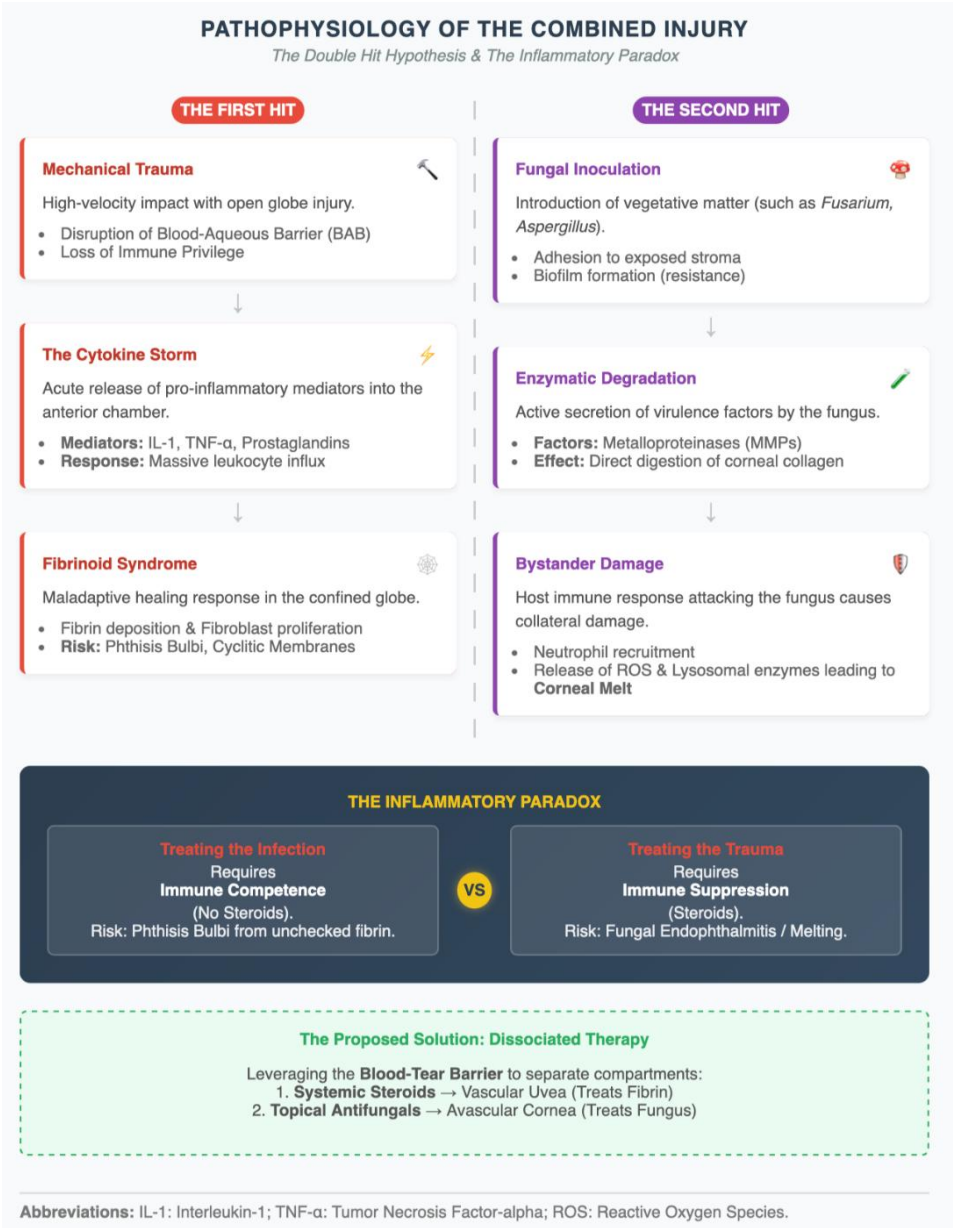 PATHOPHYSIOLOGY OF THE COMBINED INJURY
The Double Hit Hypothesis & The Inflammatory Paradox
THE FIRST HIT
Mechanical Trauma
High-velocity impact with open globe injury.
• Disruption of Blood-Aqueous Barrier (BAB)
• Loss of Immune Privilege
↓
The Cytokine Storm
Acute release of pro-inflammatory mediators into the
anterior chamber.
• Mediators: IL-1, TNF-α, Prostaglandins
• Response: Massive leukocyte influx
↓
Fibrinoid Syndrome
Maladaptive healing response in the confined globe.
• Fibrin deposition & Fibroblast proliferation
• Risk: Phthisis Bulbi, Cyclitic Membranes
THE SECOND HIT
Fungal Inoculation
Introduction of vegetative matter (such as Fusarium,
Aspergillus).
• Adhesion to exposed stroma
• Biofilm formation (resistance)
↓
Enzymatic Degradation
Active secretion of virulence factors by the fungus.
• Factors: Metalloproteinases (MMPs)
• Effect: Direct digestion of corneal collagen
↓
Bystander Damage
Host immune response attacking the fungus causes
collateral damage.
• Neutrophil recruitment
• Release of ROS & Lysosomal enzymes leading to
Corneal Melt
THE INFLAMMATORY PARADOX
Treating the Infection
Requires
Immune Competence
(No Steroids).
Risk: Phthisis Bulbi from unchecked fibrin.
VS
Treating the Trauma
Requires
Immune Suppression
(Steroids).
Risk: Fungal Endophthalmitis / Melting.
The Proposed Solution: Dissociated Therapy
Leveraging the Blood-Tear Barrier to separate compartments:
1. Systemic Steroids → Vascular Uvea (Treats Fibrin)
2. Topical Antifungals → Avascular Cornea (Treats Fungus)
Abbreviations: IL-1: Interleukin-1; TNF-α: Tumor Necrosis Factor-alpha; ROS: Reactive Oxygen Species.